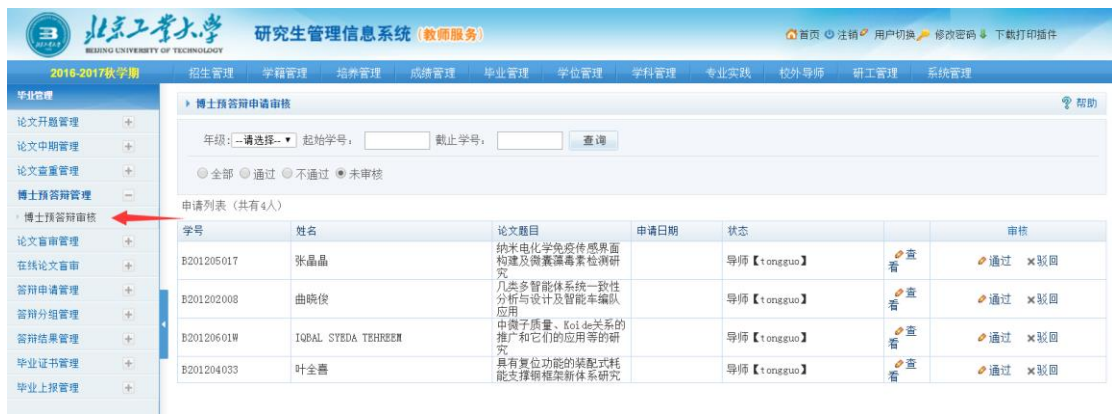 北京工业大学 研究生管理信息系统（教师服务） 首页 注销 用户切换 修改密码 下载打印插件
BEIJING UNIVERSITY OF TECHNOLOGY
2016-2017秋学期 招生管理 学籍管理 培养管理 成绩管理 毕业管理 学位管理 学科管理 专业实践 校外导师 研工管理 系统管理
毕业管理
论文开题管理
论文中期管理
论文查重管理
博士预答辩管理
博士预答辩审核
论文盲审管理
在线论文盲审
答辩申请管理
答辩分组管理
答辩结果管理
毕业证书管理
毕业上报管理
博士预答辩申请审核 帮助
年级: --请选择-- 起始学号: 截止学号: 查询
全部 通过 不通过 未审核
申请列表（共有4人）
学号 姓名 论文题目 申请日期 状态 审核
B201205017 张晶晶 纳米电化学免疫传感界面
构建及微囊藻毒素检测研
究 导师【tongguo】 查看 通过 驳回
B201202008 曲晓俊 几类多智能体系统一致性
分析与设计及智能车编队
应用 导师【tongguo】 查看 通过 驳回
B20120601W IQBAL SYEDA TEHREEM 中微子质量、Koide关系的
推广和它们的应用等的研
究 导师【tongguo】 查看 通过 驳回
B201204033 叶全喜 具有复位功能的装配式耗
能支撑钢框架新体系研究 导师【tongguo】 查看 通过 驳回